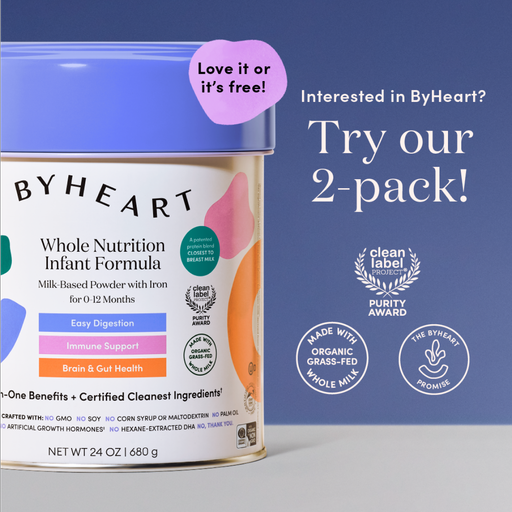 Love it or
it's free!
Interested in ByHeart?
Try our
2-pack!
clean
label
PROJECT
PURITY
AWARD
MADE WITH
ORGANIC
GRASS-FED
WHOLE MILK
THE BYHEART
PROMISE
BYHEART
Whole Nutrition
Infant Formula
Milk-Based Powder with Iron
for 0-12 Months
A patented
protein blend
CLOSEST TO
BREAST MILK
clean
label
PROJECT
PURITY
AWARD
MADE WITH
ORGANIC
GRASS-FED
WHOLE MILK
Easy Digestion
Immune Support
Brain & Gut Health
n-One Benefits + Certified Cleanest Ingredients†
CRAFTED WITH: NO GMO NO SOY NO CORN SYRUP OR MALTODEXTRIN NO PALM OIL
NO ARTIFICIAL GROWTH HORMONES† NO HEXANE-EXTRACTED DHA NO, THANK YOU.
NET WT 24 OZ | 680 g